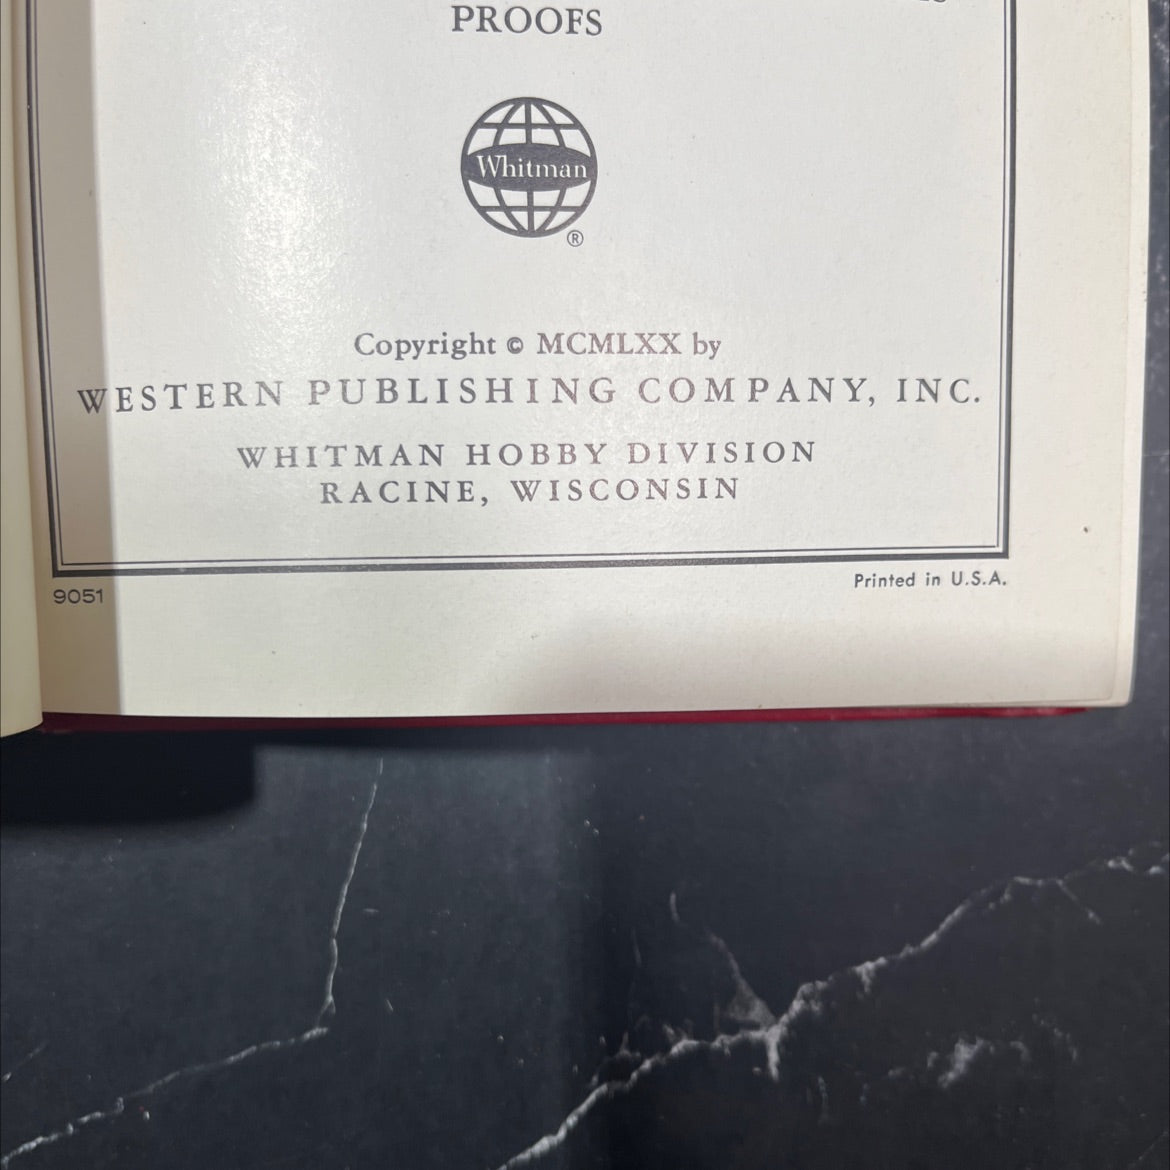 PROOFS
Whitman
®
Copyright © MCMLXX by
WESTERN PUBLISHING COMPANY, INC.
WHITMAN HOBBY DIVISION
RACINE, WISCONSIN
Printed in U.S.A.
9051